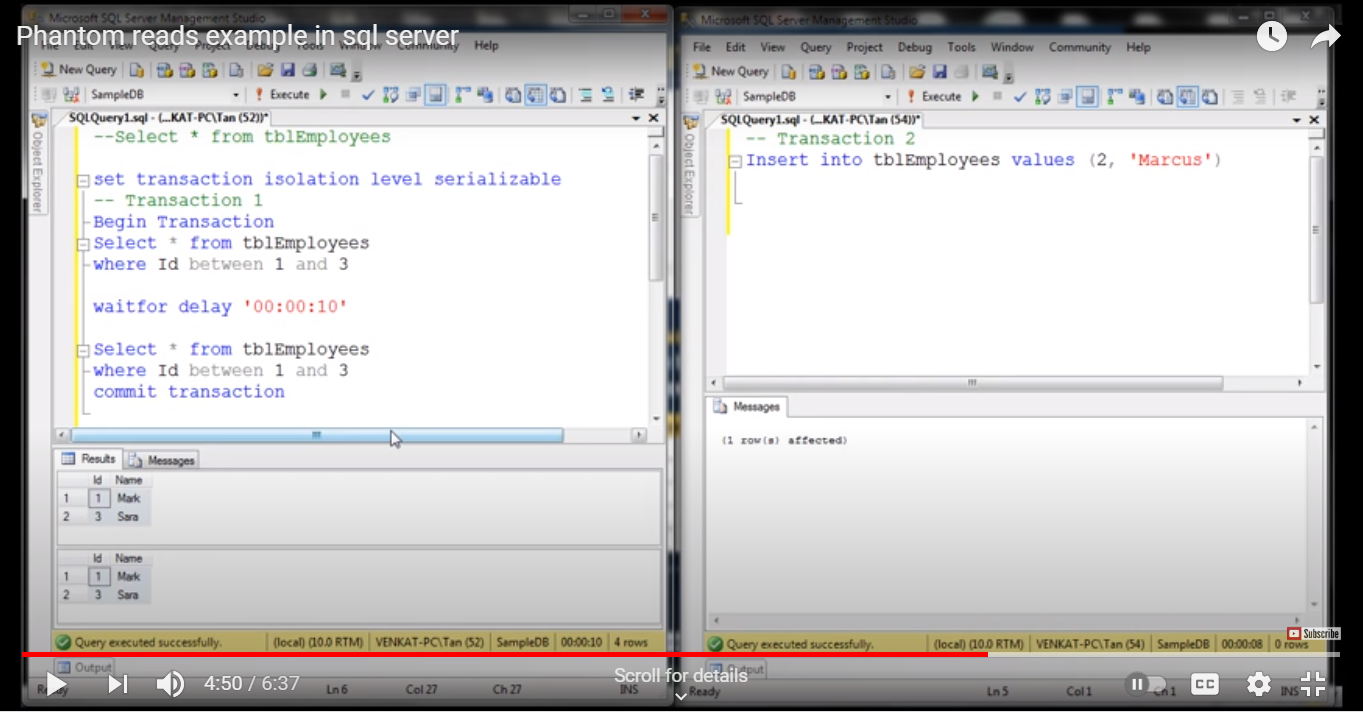 Microsoft SQL Server Management Studio
Phantom reads example in sql server
Help
New Query
SampleDB
Execute
SQLQuery1.sql - (...KAT-PC\Tan (52))*
Object Explorer
--Select * from tblEmployees
set transaction isolation level serializable
-- Transaction 1
Begin Transaction
Select * from tblEmployees
where Id between 1 and 3
waitfor delay '00:00:10'
Select * from tblEmployees
where Id between 1 and 3
commit transaction
Results Messages
Id Name
1 1 Mark
2 3 Sara
Id Name
1 1 Mark
2 3 Sara
Query executed successfully. (local) (10.0 RTM) VENKAT-PC\Tan (52) SampleDB 00:00:10 4 rows
Output
Ln 6 Col 27 Ch 27 INS
Microsoft SQL Server Management Studio
File Edit View Query Project Debug Tools Window Community Help
New Query
SampleDB
Execute
SQLQuery1.sql - (...KAT-PC\Tan (54))*
Object Explorer
-- Transaction 2
Insert into tblEmployees values (2, 'Marcus')
Messages
(1 row(s) affected)
Subscribe
Query executed successfully. (local) (10.0 RTM) VENKAT-PC\Tan (54) SampleDB 00:00:08 0 rows
Output
Ready Ln 5 Col 1 Ch 1 INS
4:50 / 6:37
Scroll for details
CC